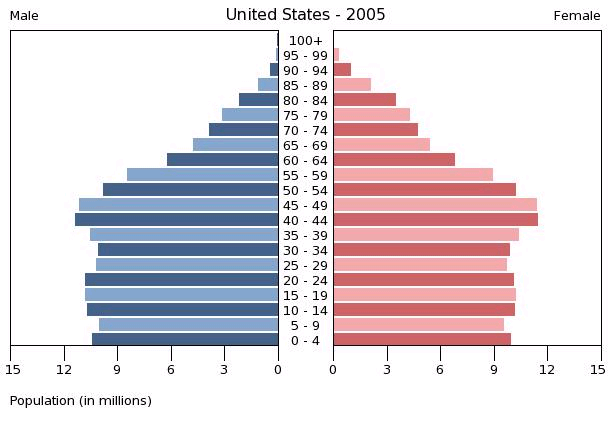 Male United States - 2005 Female
100+
95 - 99
90 - 94
85 - 89
80 - 84
75 - 79
70 - 74
65 - 69
60 - 64
55 - 59
50 - 54
45 - 49
40 - 44
35 - 39
30 - 34
25 - 29
20 - 24
15 - 19
10 - 14
5 - 9
0 - 4
15 12 9 6 3 0 0 3 6 9 12 15
Population (in millions)